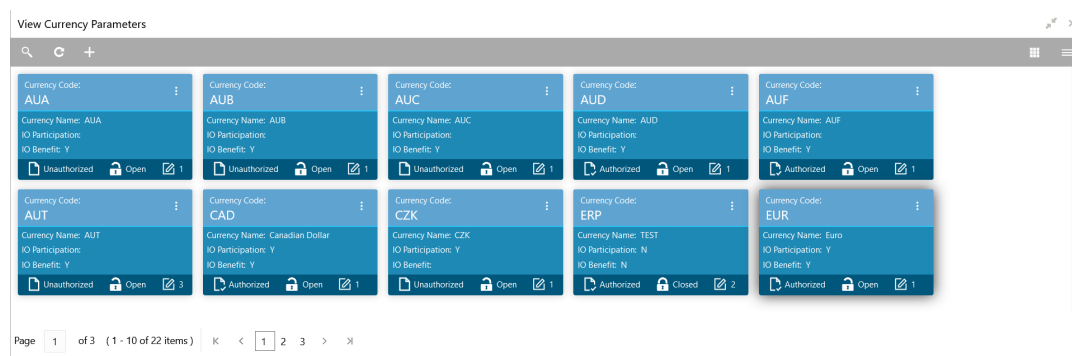 View Currency Parameters
Currency Code:
AUA
Currency Name: AUA
IO Participation:
IO Benefit: Y
Unauthorized Open 1
Currency Code:
AUB
Currency Name: AUB
IO Participation:
IO Benefit: Y
Unauthorized Open 1
Currency Code:
AUC
Currency Name: AUC
IO Participation:
IO Benefit: Y
Unauthorized Open 1
Currency Code:
AUD
Currency Name: AUD
IO Participation:
IO Benefit: Y
Authorized Open 1
Currency Code:
AUF
Currency Name: AUF
IO Participation:
IO Benefit: Y
Authorized Open 1
Currency Code:
AUT
Currency Name: AUT
IO Participation:
IO Benefit: Y
Unauthorized Open 3
Currency Code:
CAD
Currency Name: Canadian Dollar
IO Participation: Y
IO Benefit: Y
Authorized Open 1
Currency Code:
CZK
Currency Name: CZK
IO Participation: Y
IO Benefit:
Unauthorized Open 1
Currency Code:
ERP
Currency Name: TEST
IO Participation: N
IO Benefit: N
Authorized Closed 2
Currency Code:
EUR
Currency Name: Euro
IO Participation: Y
IO Benefit: Y
Authorized Open 1
Page 1 of 3 ( 1 - 10 of 22 items ) 1 2 3